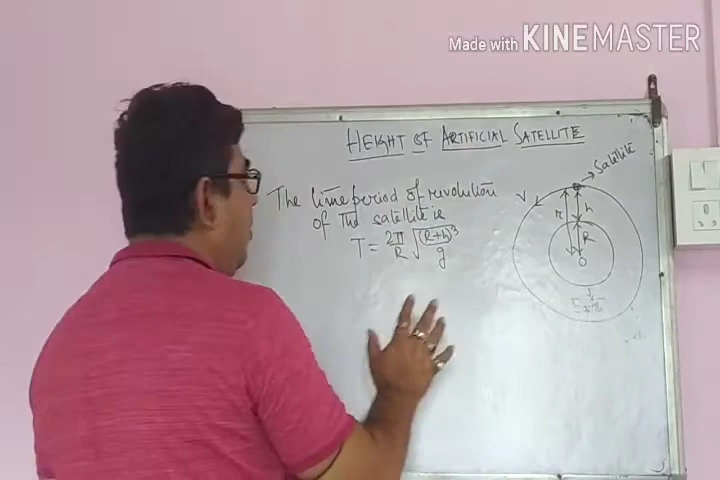 Made with KINEMASTER
HEIGHT OF ARTIFICIAL SATELLITE
The time period of revolution
of the satellite is
T = 2π/R √((R+h)³/g)
Satellite
V
r
h
R
O
Earth